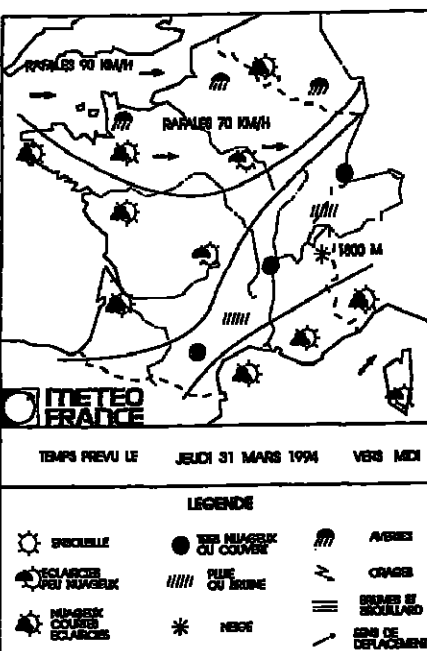 RAFALES 90 KM/H
RAFALES 70 KM/H
1800 M
METEO
FRANCE
TEMPS PREVU LE JEUDI 31 MARS 1994 VERS MIDI
LEGENDE
ENSOLEILLE
ECLAIRCIES
PEU NUAGEUX
NUAGEUX
COURTES
ECLAIRCIES
TRES NUAGEUX
OU COUVERT
PLUIE
OU BRUINE
NEIGE
AVERSES
ORAGES
BRUMES ET
BROUILLARD
SENS DE
DEPLACEMENT